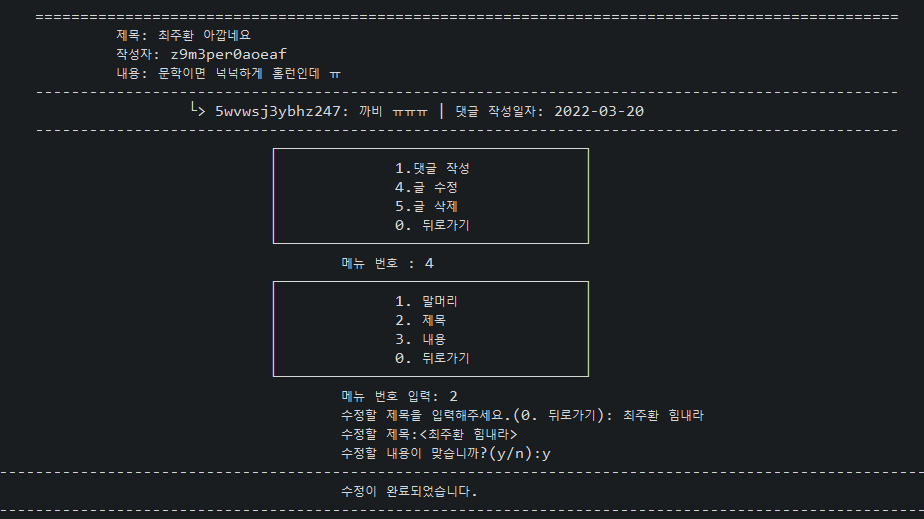 ================================================================================================
제목: 최주환 아깝네요
작성자: z9m3per0aoeaf
내용: 문학이면 넉넉하게 홈런인데 ㅠ
------------------------------------------------------------------------------------------------
└> 5wvwsj3ybhz247: 까비 ㅠㅠㅠ | 댓글 작성일자: 2022-03-20
------------------------------------------------------------------------------------------------
1.댓글 작성
4.글 수정
5.글 삭제
0. 뒤로가기
메뉴 번호 : 4
1. 말머리
2. 제목
3. 내용
0. 뒤로가기
메뉴 번호 입력: 2
수정할 제목을 입력해주세요.(0. 뒤로가기): 최주환 힘내라
수정할 제목:<최주환 힘내라>
수정할 내용이 맞습니까?(y/n):y
-------------------------------------------------------------------------------------------------------
수정이 완료되었습니다.
-------------------------------------------------------------------------------------------------------